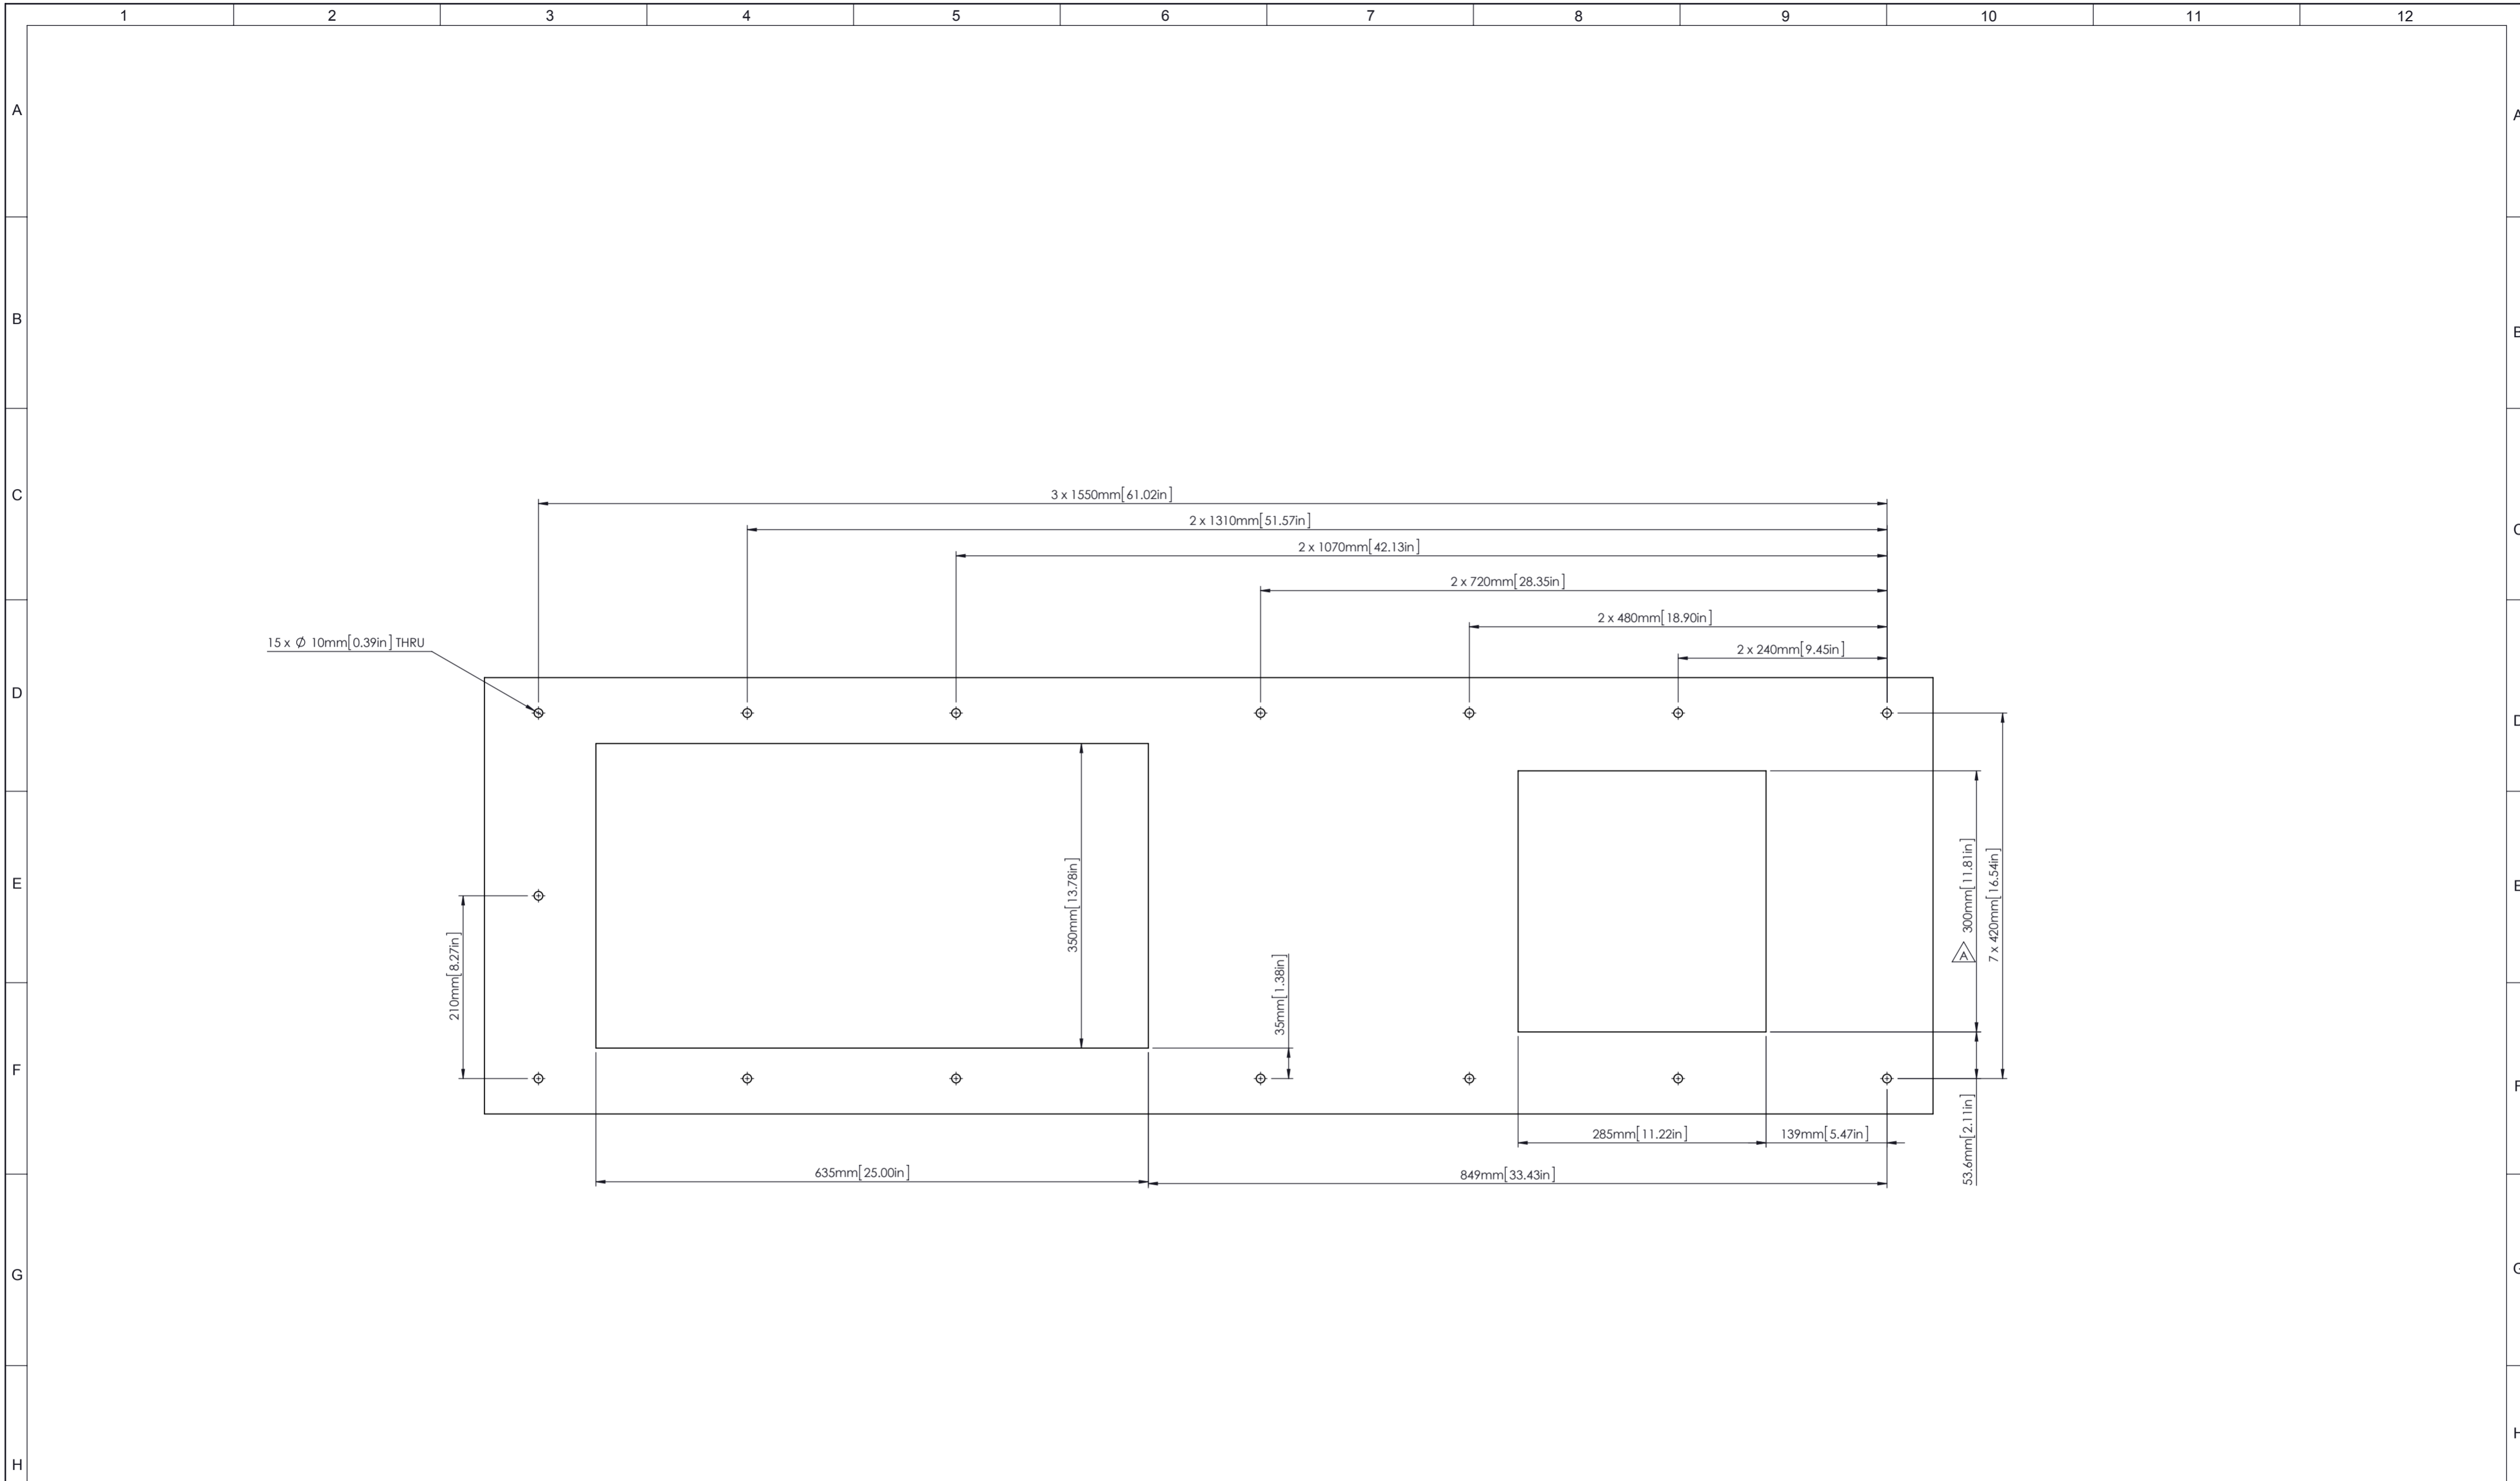 1 2 3 4 5 6 7 8 9 10 11 12
A A
B B
C C
3 x 1550mm[61.02in]
2 x 1310mm[51.57in]
2 x 1070mm[42.13in]
2 x 720mm[28.35in]
2 x 480mm[18.90in]
15 x Ø 10mm[0.39in] THRU
2 x 240mm[9.45in]
D D
E E
350mm[13.78in]
300mm[11.81in]
7 x 420mm[16.54in]
A
210mm[8.27in]
35mm[1.38in]
F F
285mm[11.22in]
139mm[5.47in]
53.6mm[2.11in]
635mm[25.00in]
849mm[33.43in]
G G
H H